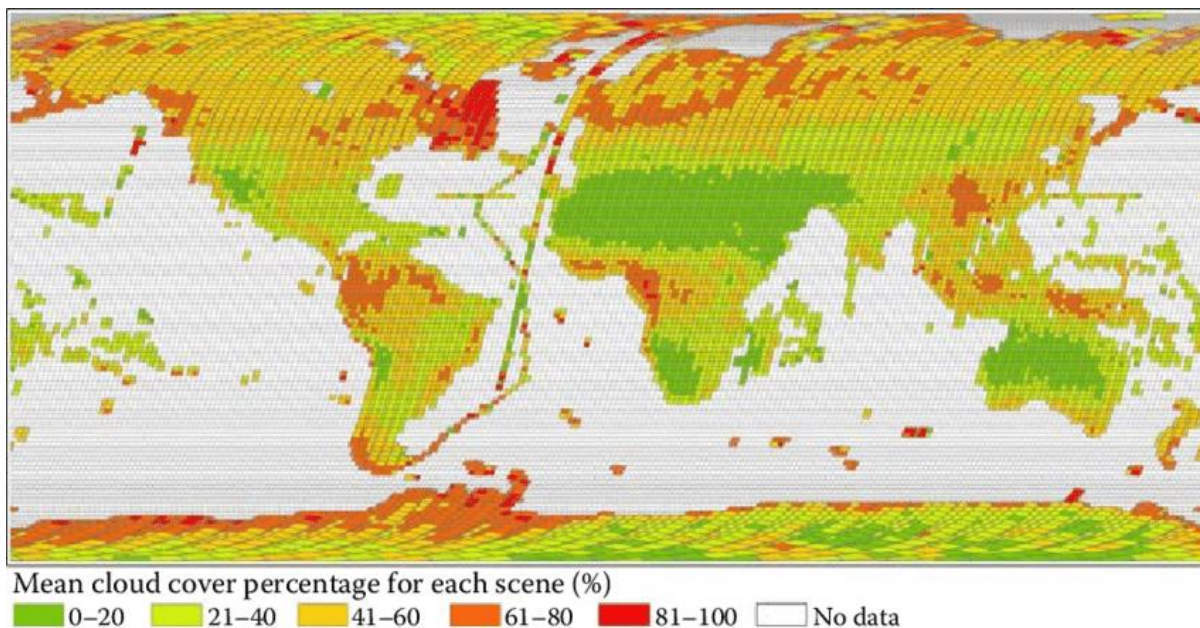 Mean cloud cover percentage for each scene (%)
0–20 21–40 41–60 61–80 81–100 No data